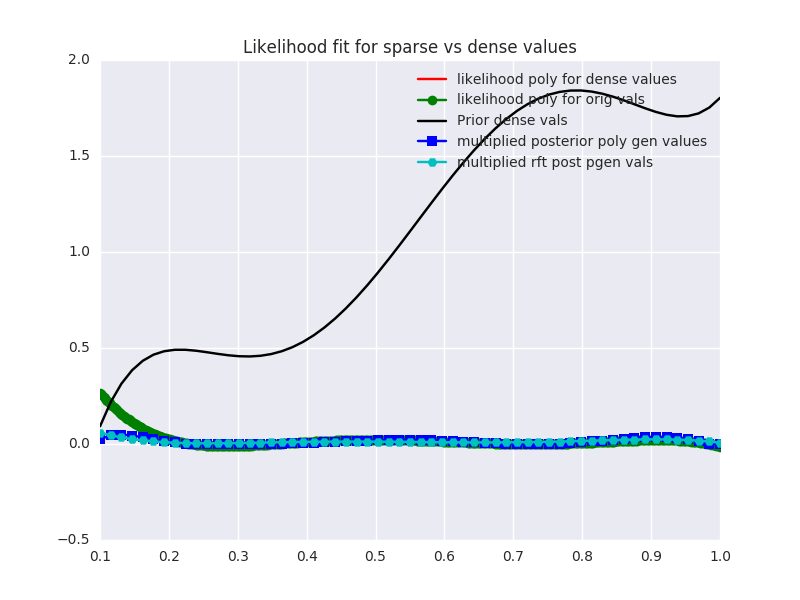 Likelihood fit for sparse vs dense values
2.0
1.5
1.0
0.5
0.0
−0.5
likelihood poly for dense values
likelihood poly for orig vals
Prior dense vals
multiplied posterior poly gen values
multiplied rft post pgen vals
0.1 0.2 0.3 0.4 0.5 0.6 0.7 0.8 0.9 1.0